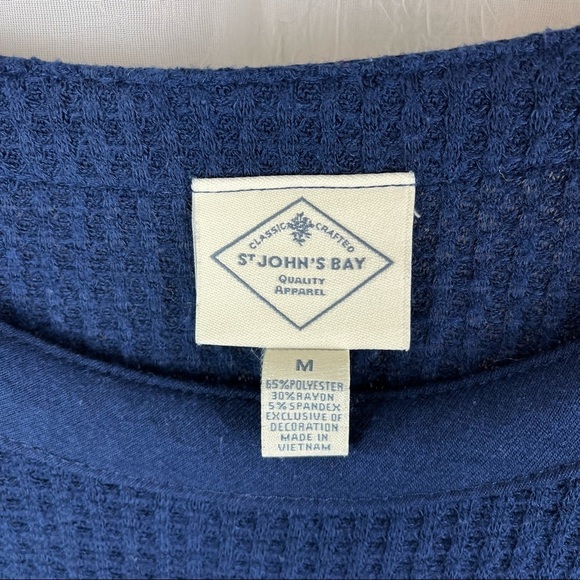 CLASSIC CRAFTED
ST JOHN'S BAY
QUALITY
APPAREL
M
65%POLYESTER
30%RAYON
5%SPANDEX
EXCLUSIVE OF
DECORATION
MADE IN
VIETNAM